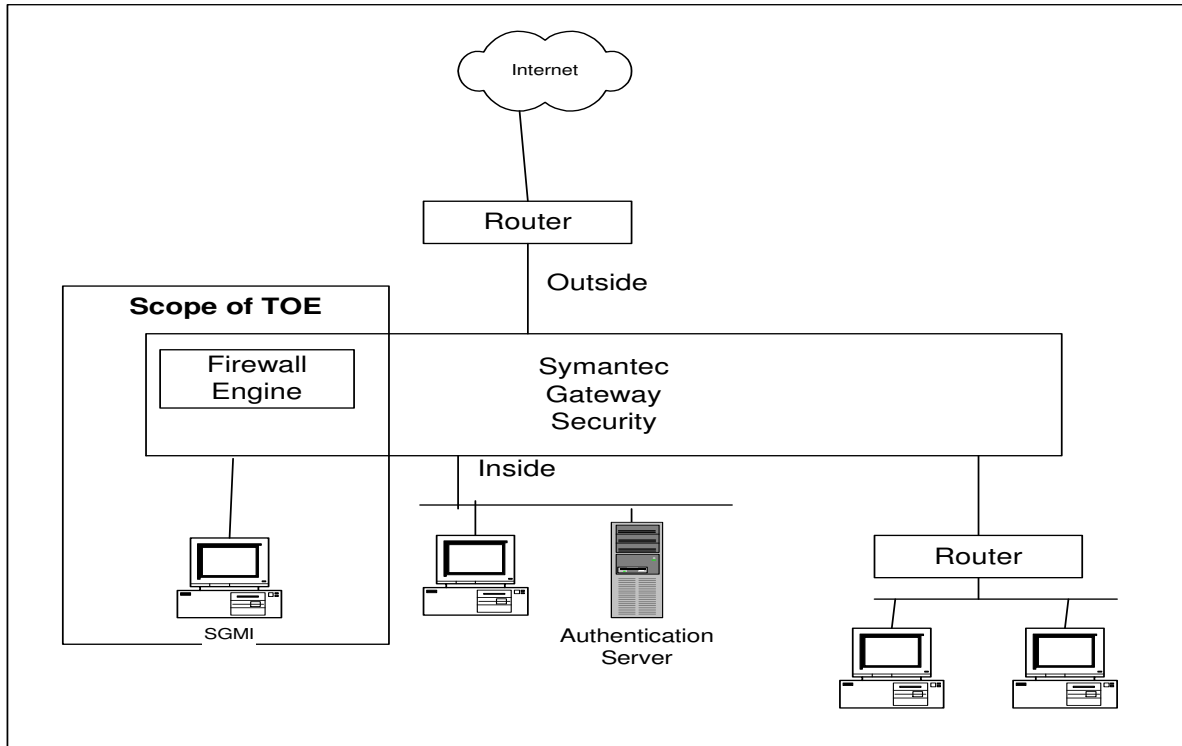 Internet
Router
Outside
Scope of TOE
Firewall
Engine
Symantec
Gateway
Security
Inside
Router
SGMI
Authentication
Server